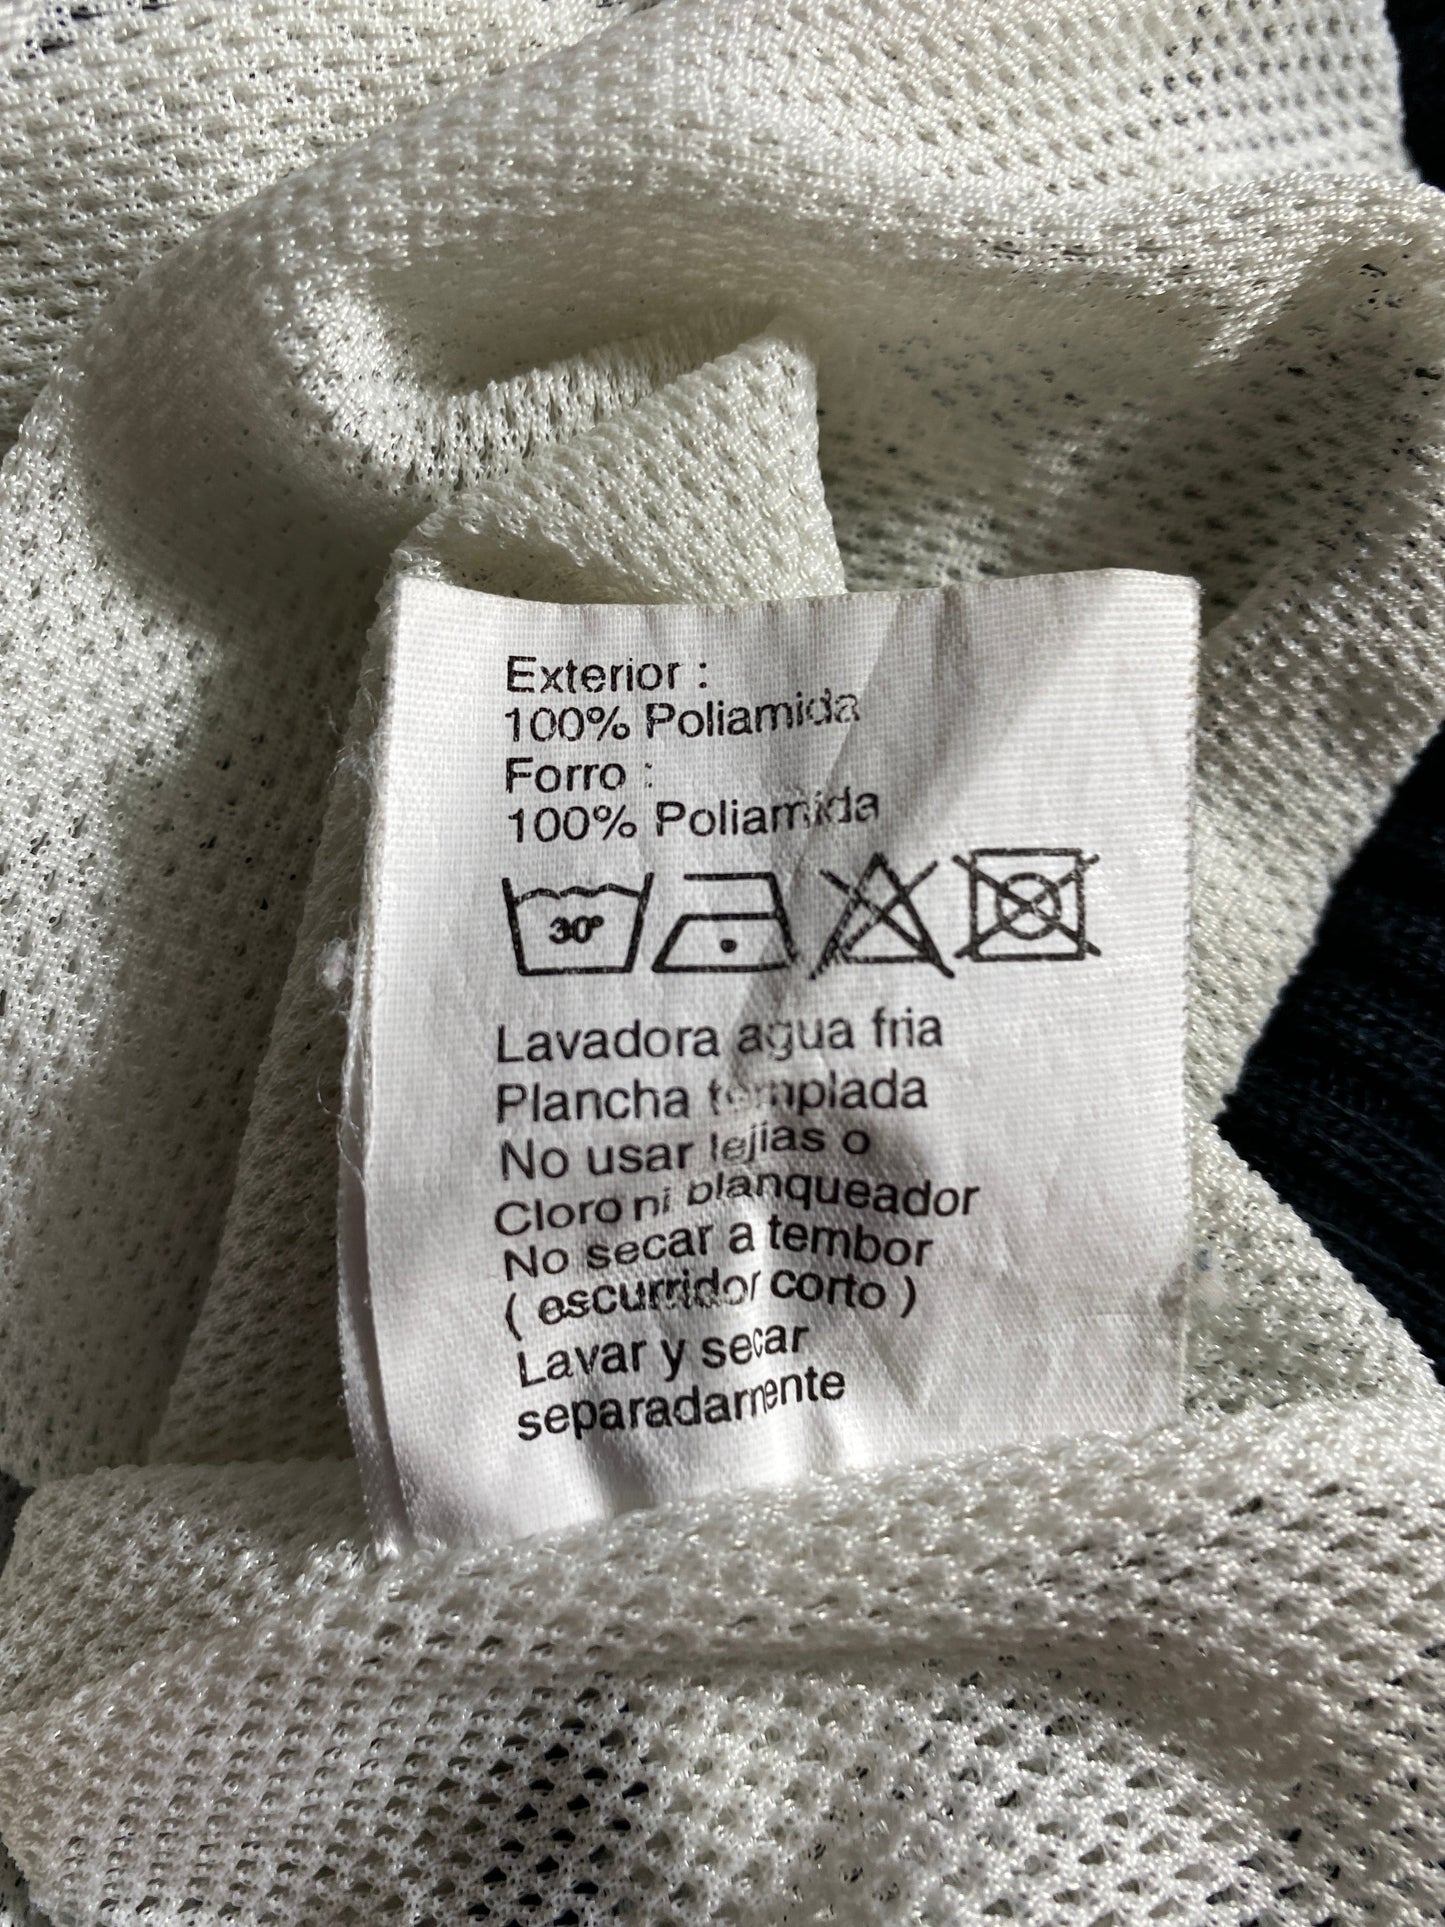 Exterior :
100% Poliamida
Forro :
100% Poliamida
30°
Lavadora agua fria
Plancha templada
No usar lejias o
Cloro ni blanqueador
No secar a tembor
( escurridor corto )
Lavar y secar
separadamente